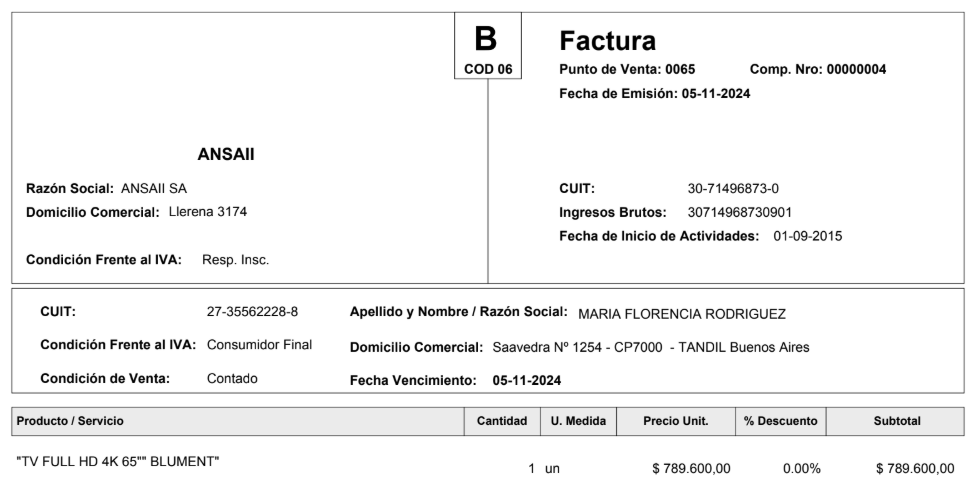 B
COD 06
Factura
Punto de Venta: 0065 Comp. Nro: 00000004
Fecha de Emisión: 05-11-2024
ANSAII
Razón Social: ANSAII SA
Domicilio Comercial: Llerena 3174
Condición Frente al IVA: Resp. Insc.
CUIT: 30-71496873-0
Ingresos Brutos: 30714968730901
Fecha de Inicio de Actividades: 01-09-2015
CUIT: 27-35562228-8 Apellido y Nombre / Razón Social: MARIA FLORENCIA RODRIGUEZ
Condición Frente al IVA: Consumidor Final Domicilio Comercial: Saavedra Nº 1254 - CP7000 - TANDIL Buenos Aires
Condición de Venta: Contado Fecha Vencimiento: 05-11-2024
Producto / Servicio Cantidad U. Medida Precio Unit. % Descuento Subtotal
"TV FULL HD 4K 65"" BLUMENT" 1 un $ 789.600,00 0.00% $ 789.600,00